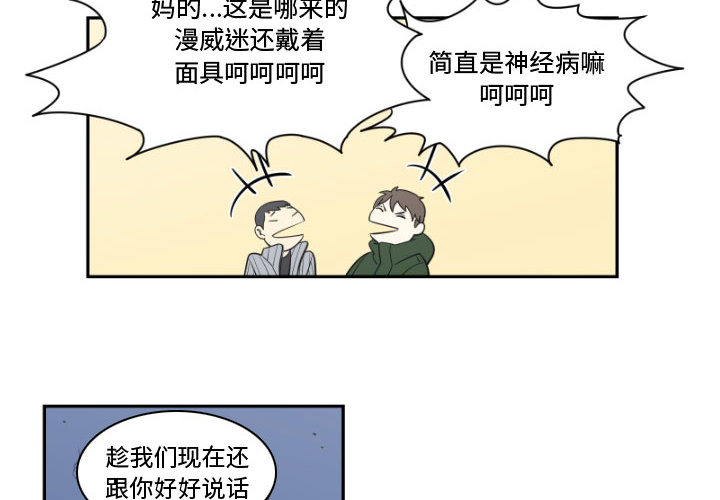 妈的…这是哪来的
漫威迷还戴着
面具呵呵呵呵
简直是神经病嘛
呵呵呵
趁我们现在还
跟你好好说话